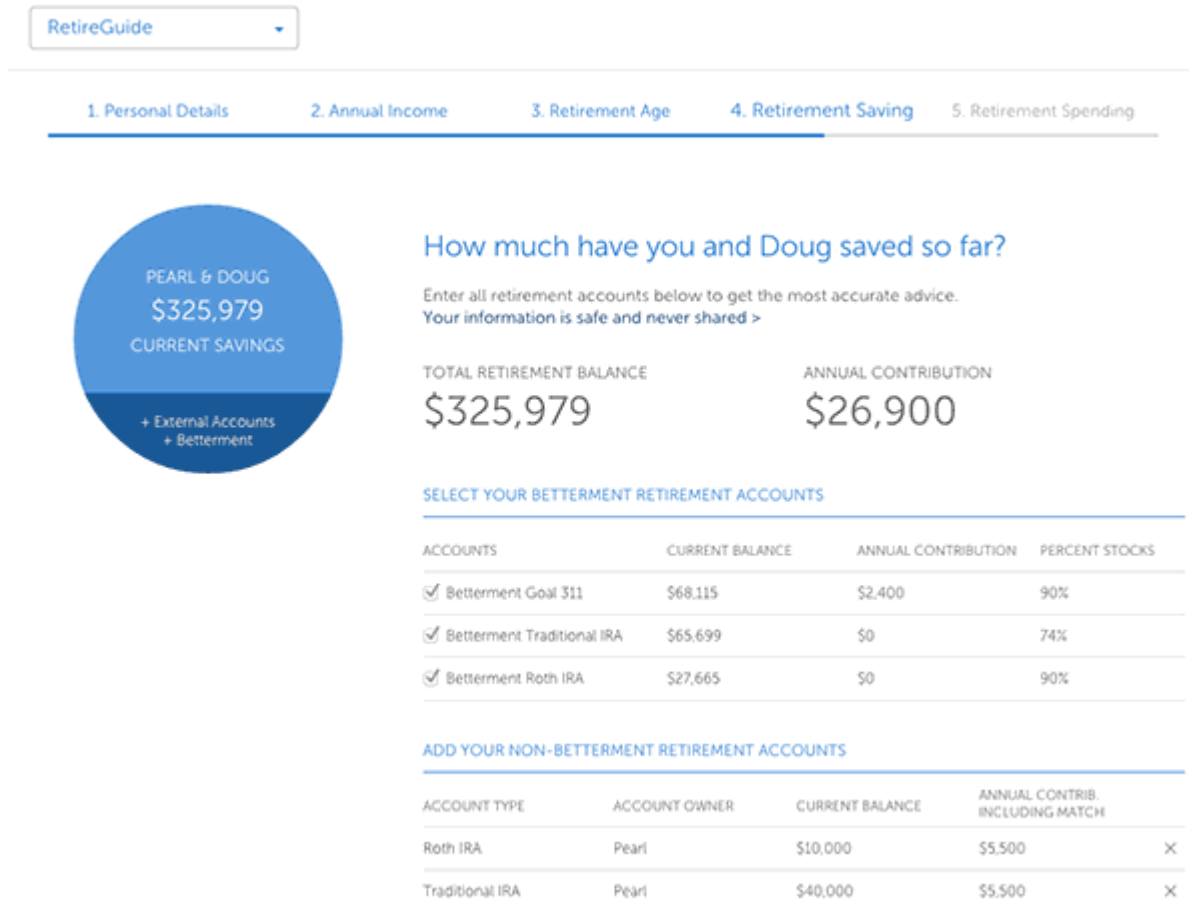 RetireGuide
1. Personal Details 2. Annual Income 3. Retirement Age 4. Retirement Saving 5. Retirement Spending
PEARL & DOUG
$325,979
CURRENT SAVINGS
+ External Accounts
+ Betterment
How much have you and Doug saved so far?
Enter all retirement accounts below to get the most accurate advice.
Your information is safe and never shared >
TOTAL RETIREMENT BALANCE ANNUAL CONTRIBUTION
$325,979 $26,900
SELECT YOUR BETTERMENT RETIREMENT ACCOUNTS
ACCOUNTS CURRENT BALANCE ANNUAL CONTRIBUTION PERCENT STOCKS
Betterment Goal 311 $68,115 $2,400 90%
Betterment Traditional IRA $65,699 $0 74%
Betterment Roth IRA $27,665 $0 90%
ADD YOUR NON-BETTERMENT RETIREMENT ACCOUNTS
ACCOUNT TYPE ACCOUNT OWNER CURRENT BALANCE ANNUAL CONTRIB.
INCLUDING MATCH
Roth IRA Pearl $10,000 $5,500
Traditional IRA Pearl $40,000 $5,500